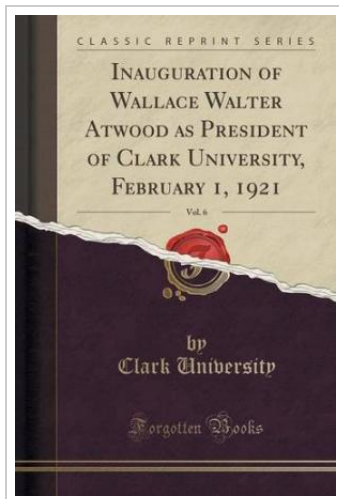 CLASSIC REPRINT SERIES
INAUGURATION OF
WALLACE WALTER
ATWOOD AS PRESIDENT
OF CLARK UNIVERSITY,
FEBRUARY 1, 1921
Vol. 6
by
Clark University
Forgotten Books